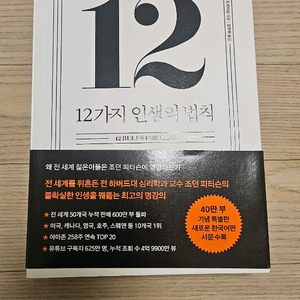 12
12가지 인생의 법칙
12 RULES FOR LIFE
왜 전 세계 젊은이들은 조던 피터슨에 열광하는가
전 세계를 뒤흔든 전 하버드대 심리학과 교수 조던 피터슨의
불확실한 인생을 꿰뚫는 최고의 명강의
• 전 세계 50개국 누적 판매 600만 부 돌파
• 미국, 캐나다, 영국, 호주, 스웨덴 등 10개국 1위
• 아마존 258주 연속 TOP 20
• 유튜브 구독자 625만 명, 누적 조회 수 4억 9900만 뷰
40만 부
기념 특별판
새로운 한국어판
서문 수록